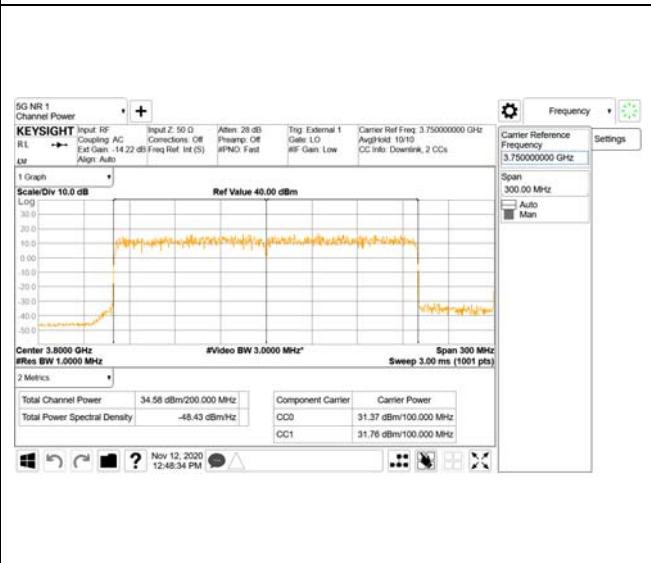 5G NR 1
Channel Power
Frequency
KEYSIGHT
Input: RF
Coupling: AC
Ext Gain: -14.22 dB
Align: Auto
Input Z: 50 Ω
Corrections: Off
Freq Ref: Int (S)
Atten: 28 dB
Preamp: Off
#PNO: Fast
Trig: External 1
Gate: LO
#IF Gain: Low
Carrier Ref Freq: 3.750000000 GHz
Avg|Hold: 10/10
CC Info: Downlink, 2 CCs
RL
Carrier Reference
Frequency
3.750000000 GHz
Settings
Span
300.00 MHz
Auto
Man
1 Graph
Scale/Div 10.0 dB
Ref Value 40.00 dBm
Log
30.0
20.0
10.0
0.00
-10.0
-20.0
-30.0
-40.0
-50.0
Center 3.8000 GHz
#Video BW 3.0000 MHz*
Span 300 MHz
#Res BW 1.0000 MHz
Sweep 3.00 ms (1001 pts)
2 Metrics
Total Channel Power
34.58 dBm/200.000 MHz
Total Power Spectral Density
-48.43 dBm/Hz
Component Carrier
Carrier Power
CC0
31.37 dBm/100.000 MHz
CC1
31.76 dBm/100.000 MHz
?
Nov 12, 2020
12:48:34 PM